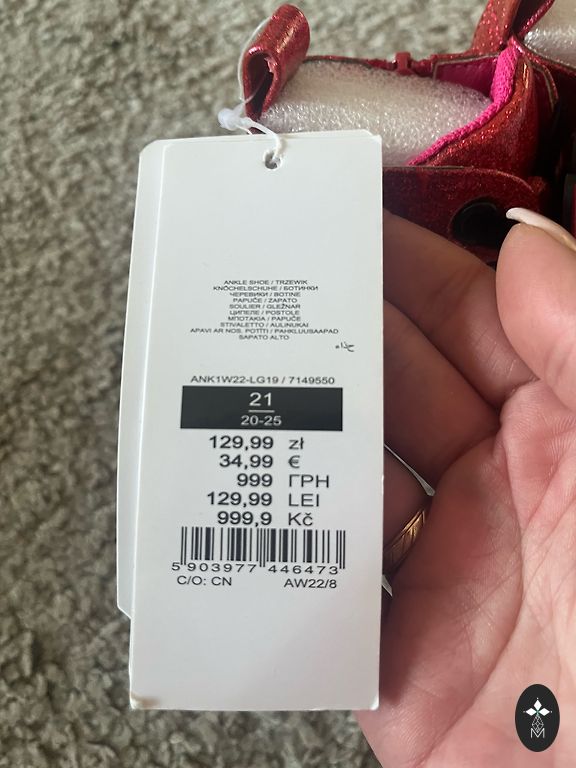 ANKLE SHOE / TRZEWIK
KNÖCHELSCHUHE / БОТИНКИ
ЧЕРЕВИКИ / BOTINE
PAPUČE / ZAPATO
SOULIER / GLEŽNAR
ЦИПЕЛЕ / POSTOLE
ΜΠΟΤΑΚΙΑ / PAPUČE
STIVALETTO / AULINUKAI
APAVI AR NOS. POTĪTI / PAHKLUUSAAPAD
SAPATO ALTO
حذاء
ANK1W22-LG19 / 7149550
21
20-25
129,99 zł
34,99 €
999 ГРН
129,99 LEI
999,9 Kč
5 903977 446473
C/O: CN AW22/8
M